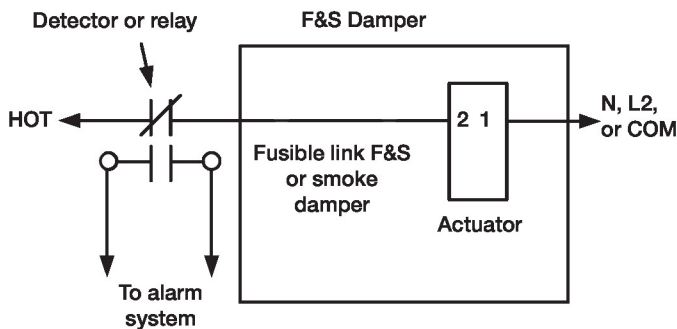 Detector or relay
F&S Damper
HOT
2 1
N, L2,
or COM
Fusible link F&S
or smoke
damper
Actuator
To alarm
system